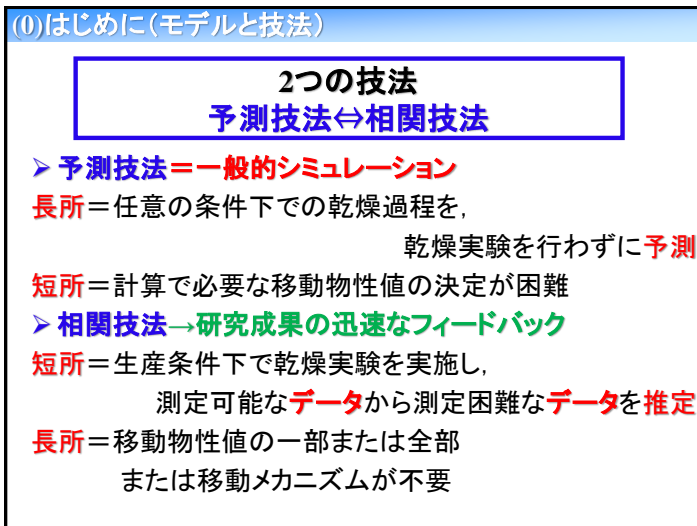 (0)はじめに(モデルと技法)
2つの技法
予測技法⇔相関技法
➢ 予測技法＝一般的シミュレーション
長所＝任意の条件下での乾燥過程を,
乾燥実験を行わずに予測
短所＝計算で必要な移動物性値の決定が困難
➢ 相関技法→研究成果の迅速なフィードバック
短所＝生産条件下で乾燥実験を実施し,
測定可能なデータから測定困難なデータを推定
長所＝移動物性値の一部または全部
または移動メカニズムが不要